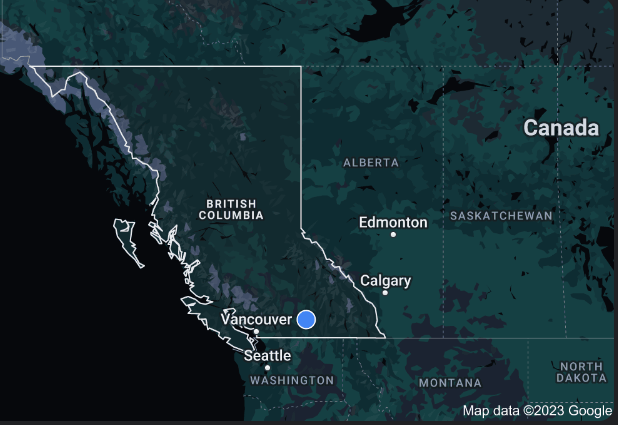 Canada
ALBERTA
BRITISH
COLUMBIA
SASKATCHEWAN
Edmonton
Calgary
Vancouver
Seattle
WASHINGTON
MONTANA
NORTH
DAKOTA
Map data ©2023 Google